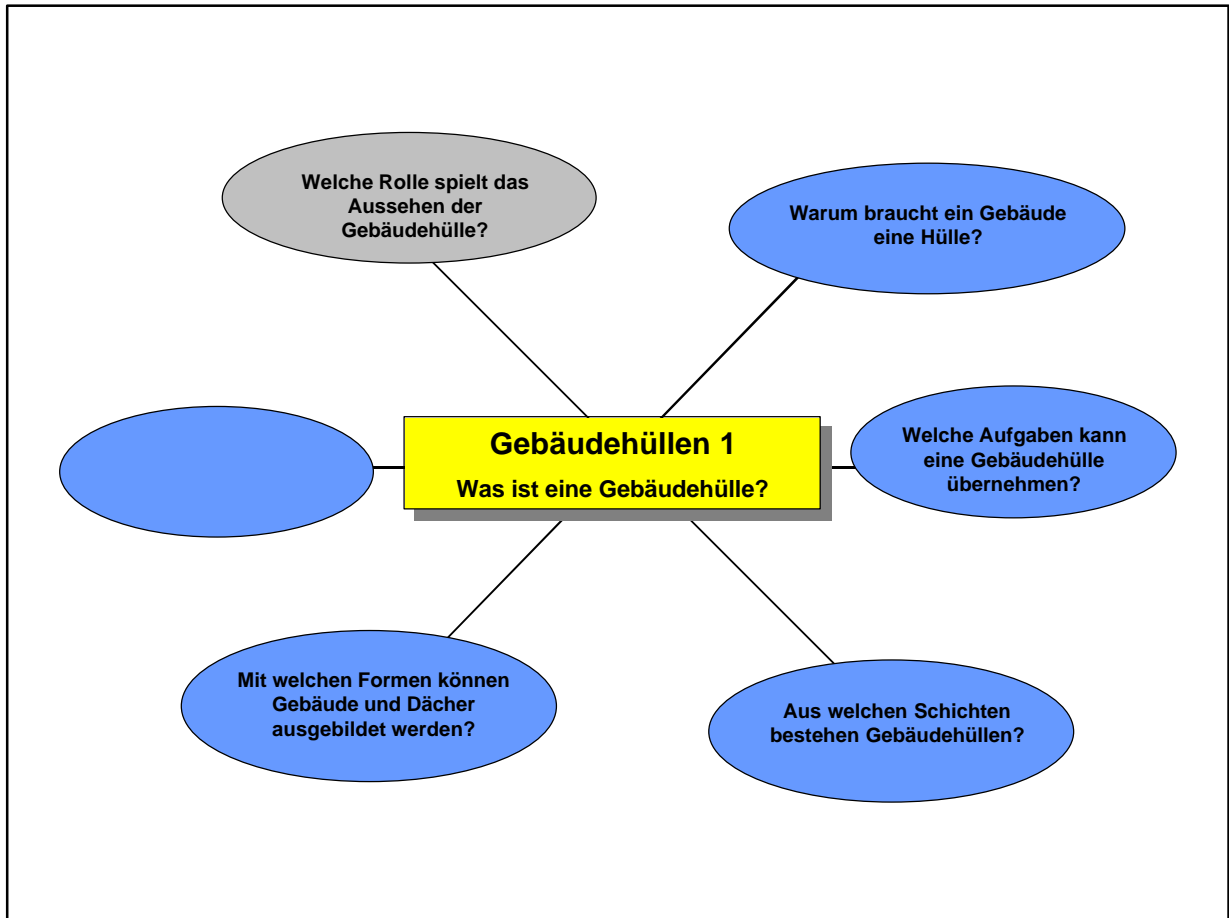 Welche Rolle spielt das
Aussehen der
Gebäudehülle?
Warum braucht ein Gebäude
eine Hülle?
Gebäudehüllen 1
Was ist eine Gebäudehülle?
Welche Aufgaben kann
eine Gebäudehülle
übernehmen?
Mit welchen Formen können
Gebäude und Dächer
ausgebildet werden?
Aus welchen Schichten
bestehen Gebäudehüllen?